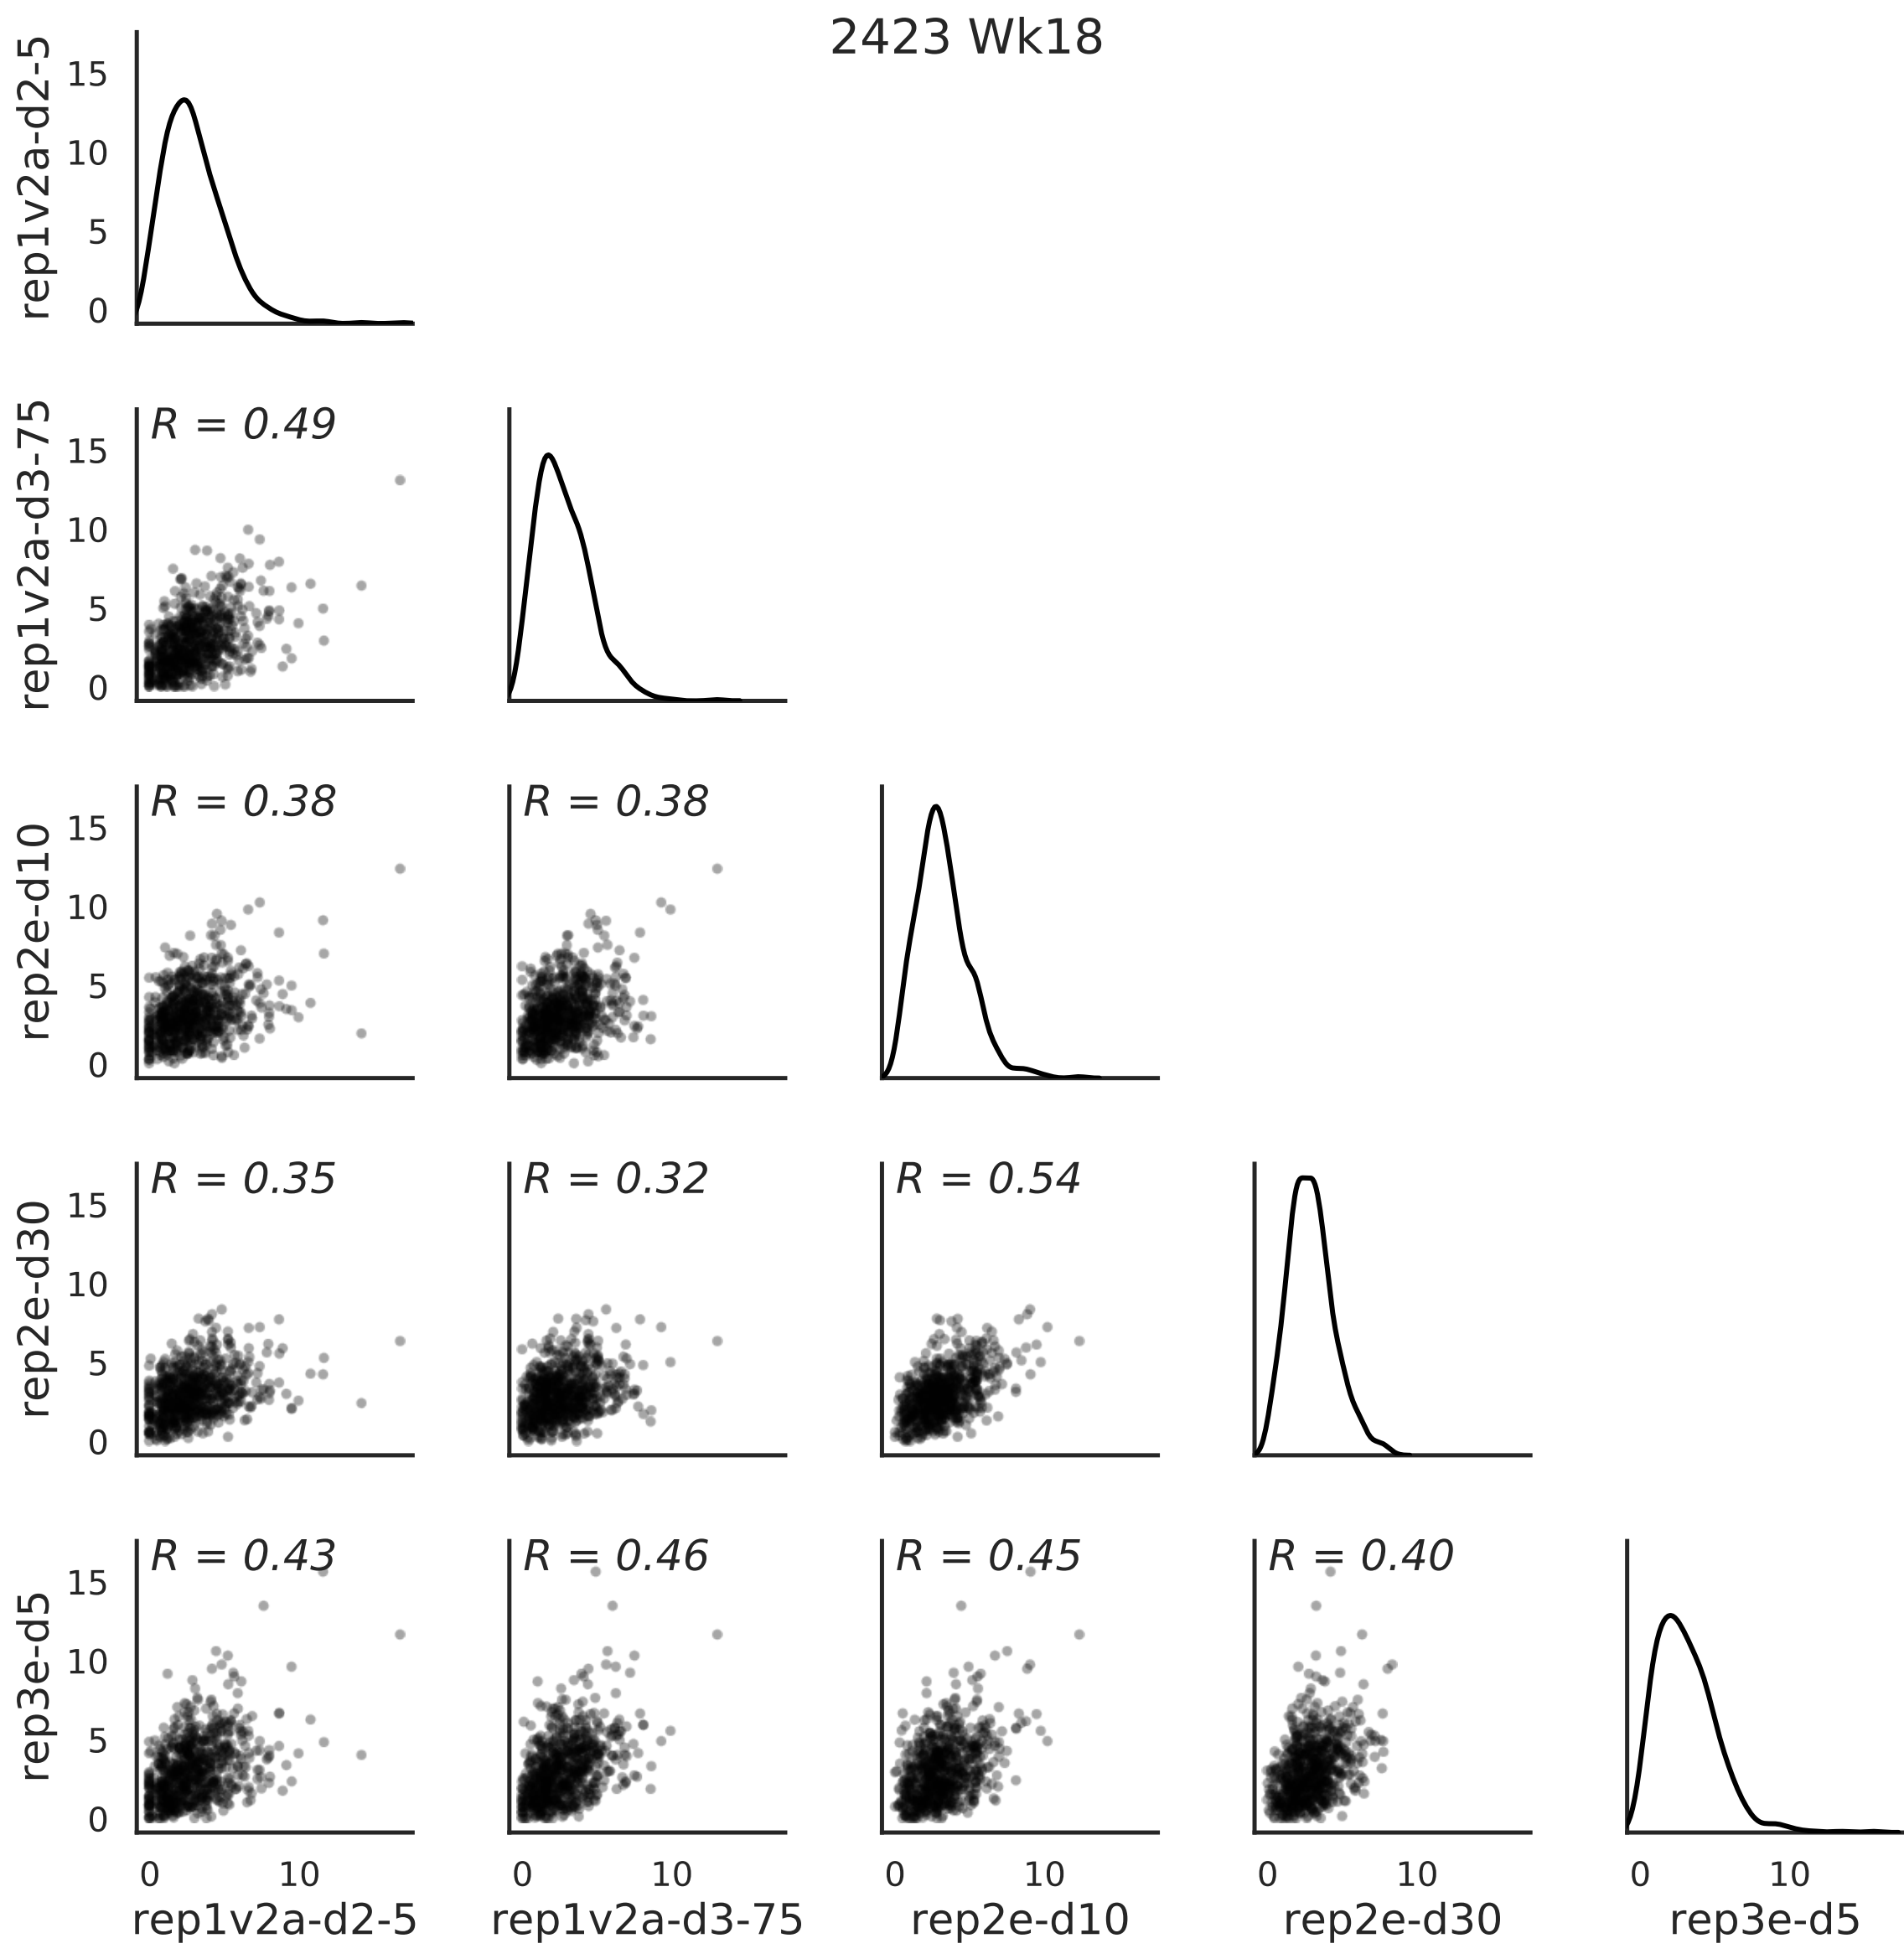 2423 Wk18
rep1v2a-d2-5
15
10
5
0
rep1v2a-d3-75
15
10
5
0
R = 0.49
rep2e-d10
15
10
5
0
R = 0.38
R = 0.38
rep2e-d30
15
10
5
0
R = 0.35
R = 0.32
R = 0.54
rep3e-d5
15
10
5
0
R = 0.43
R = 0.46
R = 0.45
R = 0.40
0 10
0 10
0 10
0 10
0 10
rep1v2a-d2-5
rep1v2a-d3-75
rep2e-d10
rep2e-d30
rep3e-d5